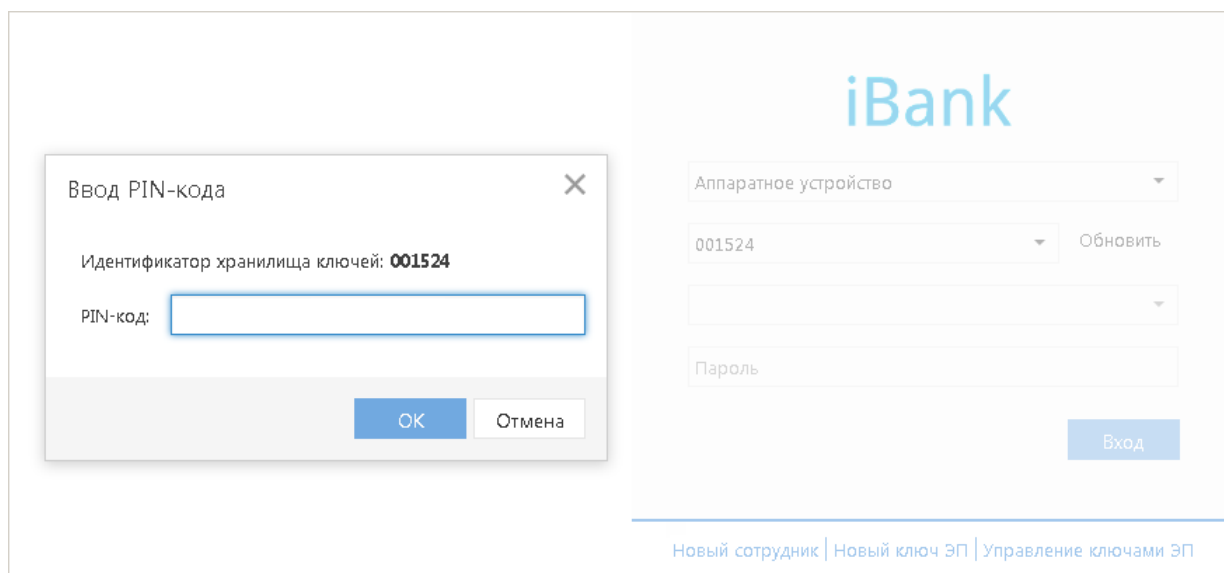 iBank
Ввод PIN-кода
Идентификатор хранилища ключей: 001524
PIN-код:
ОК
Отмена
Аппаратное устройство
001524
Обновить
Пароль
Вход
Новый сотрудник | Новый ключ ЭП | Управление ключами ЭП